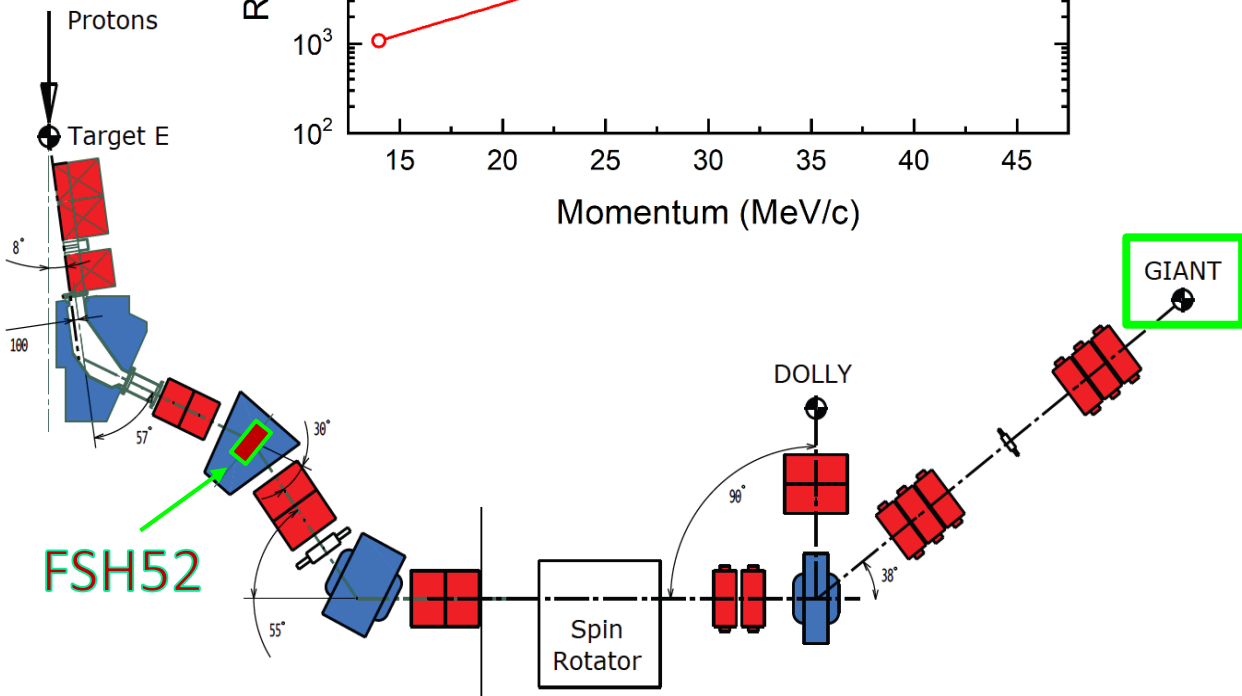 Protons
R
10³
10²
15 20 25 30 35 40 45
Momentum (MeV/c)
Target E
8°
100
57°
30°
FSH52
55°
Spin
Rotator
90°
DOLLY
38°
GIANT